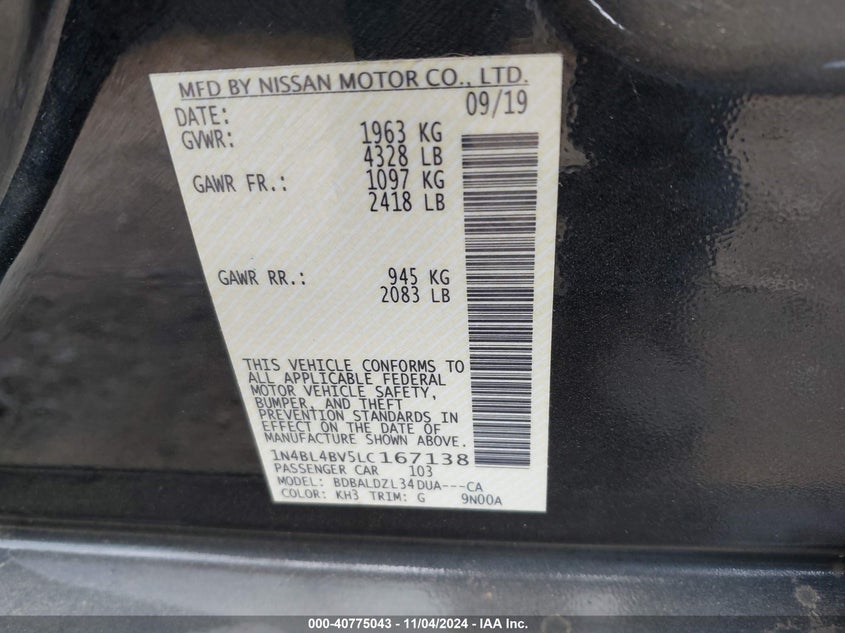 MFD BY NISSAN MOTOR CO., LTD.
DATE: 09/19
GVWR: 1963 KG
4328 LB
GAWR FR.: 1097 KG
2418 LB
GAWR RR.: 945 KG
2083 LB
THIS VEHICLE CONFORMS TO
ALL APPLICABLE FEDERAL
MOTOR VEHICLE SAFETY,
BUMPER, AND THEFT
PREVENTION STANDARDS IN
EFFECT ON THE DATE OF
MANUFACTURE SHOWN ABOVE.
1N4BL4BV5LC167138
PASSENGER CAR 103
MODEL: BDBALDZL34DUA---CA
COLOR: KH3 TRIM: G 9N00A
000-40775043 - 11/04/2024 - IAA Inc.